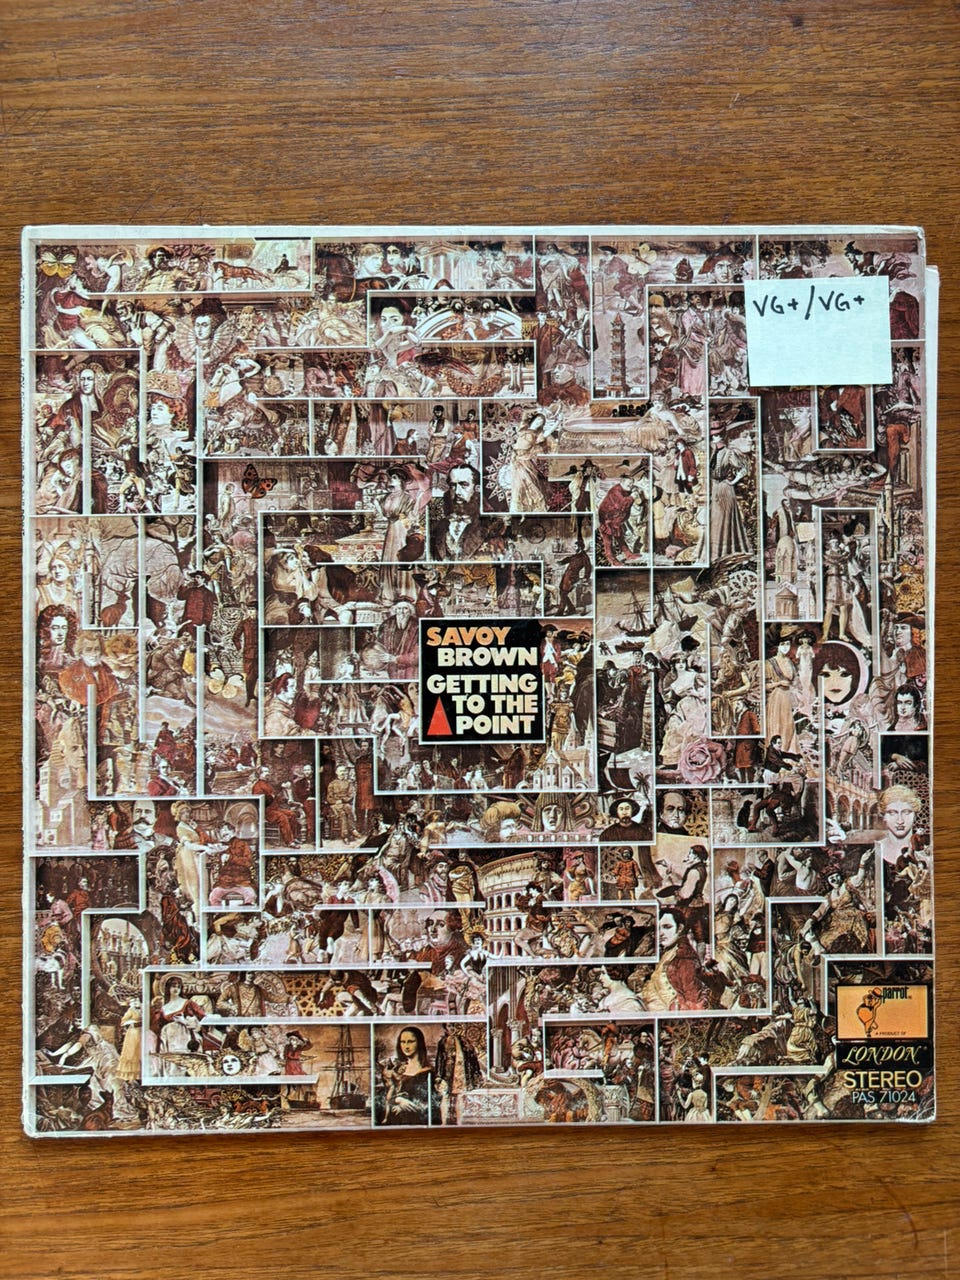 VG+/VG+
SAVOY
BROWN
GETTING
TO THE
POINT
parrot
A PRODUCT OF
LONDON
STEREO
PAS 71024